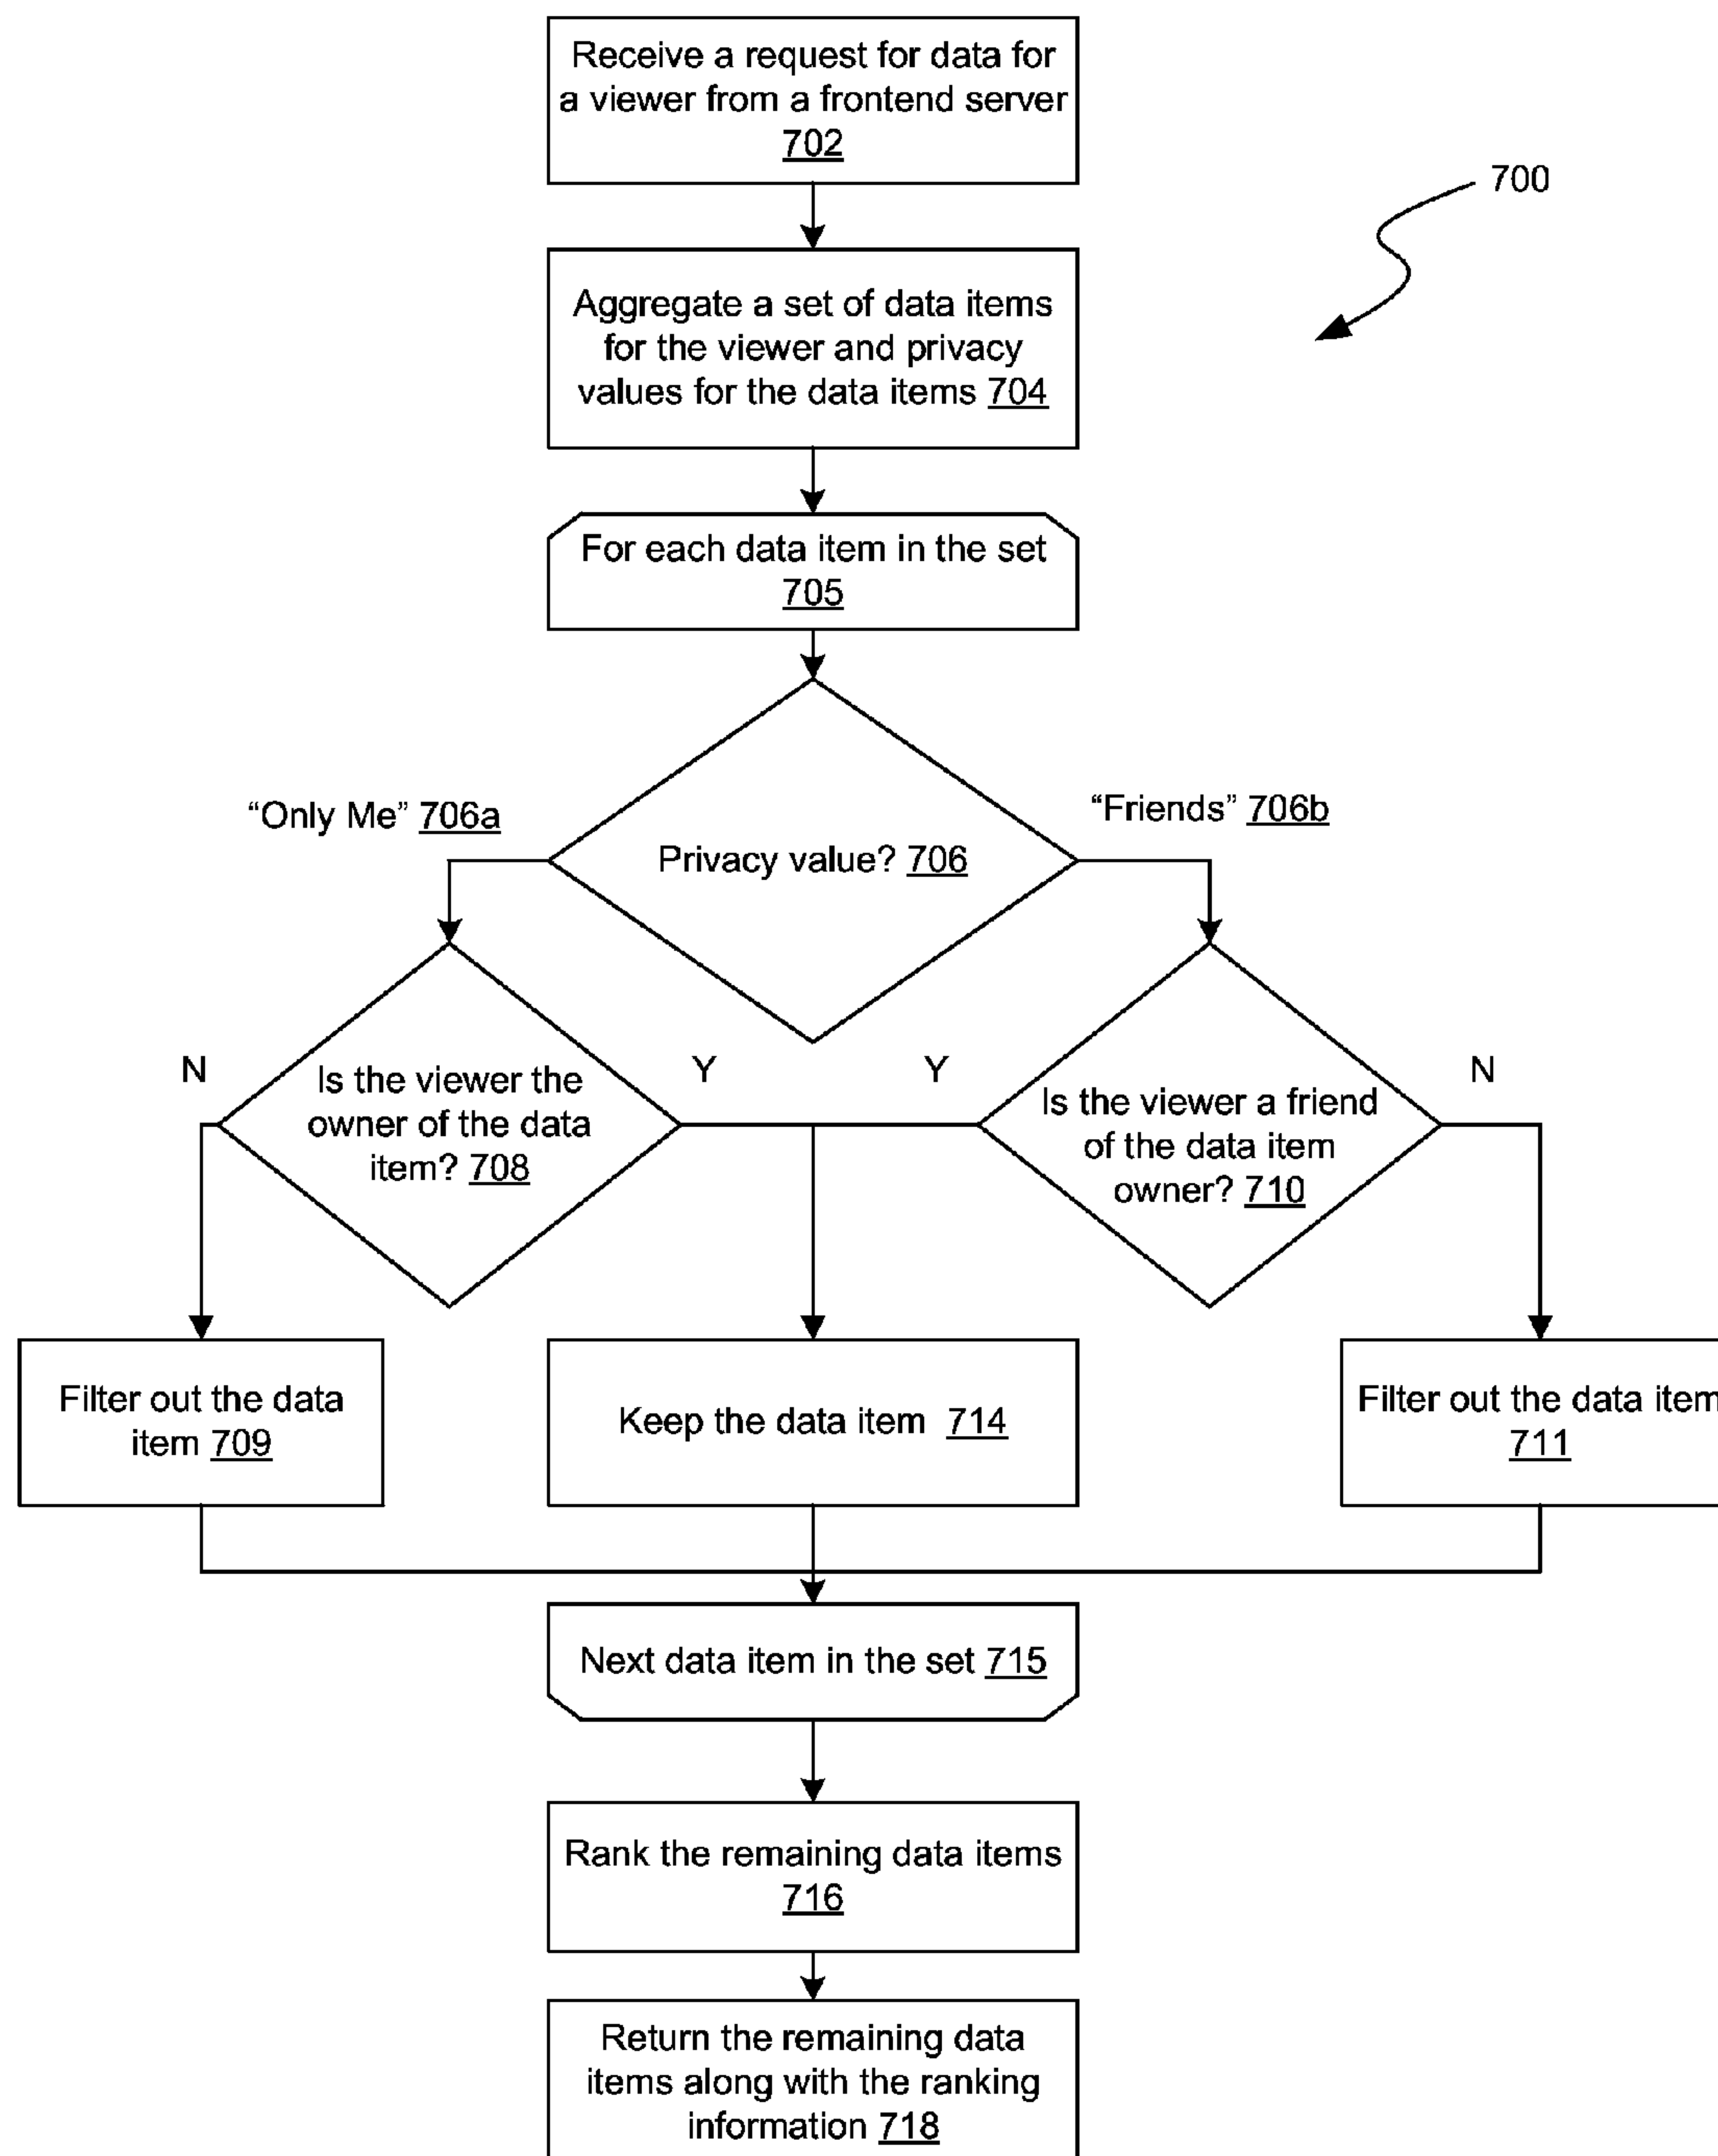 Receive a request for data for
a viewer from a frontend server
702
700
Aggregate a set of data items
for the viewer and privacy
values for the data items 704
For each data item in the set
705
“Only Me” 706a
“Friends” 706b
Privacy value? 706
N
Y
Y
N
Is the viewer the
owner of the data
item? 708
Is the viewer a friend
of the data item
owner? 710
Filter out the data
item 709
Keep the data item 714
Filter out the data item
711
Next data item in the set 715
Rank the remaining data items
716
Return the remaining data
items along with the ranking
information 718